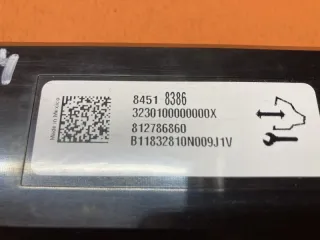 8451 8386
3230100000000X
812786860
B11832810N009J1V
Made in Mexico